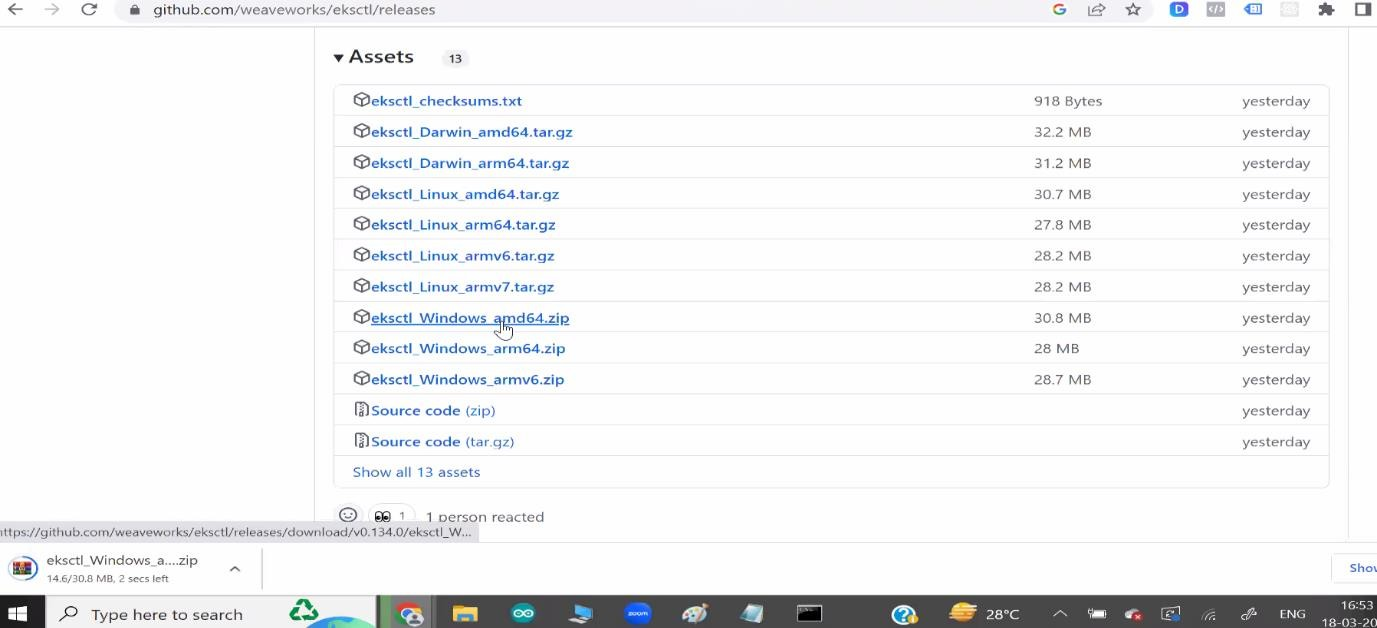 github.com/weaveworks/eksctl/releases
Assets 13
eksctl_checksums.txt 918 Bytes yesterday
eksctl_Darwin_amd64.tar.gz 32.2 MB yesterday
eksctl_Darwin_arm64.tar.gz 31.2 MB yesterday
eksctl_Linux_amd64.tar.gz 30.7 MB yesterday
eksctl_Linux_arm64.tar.gz 27.8 MB yesterday
eksctl_Linux_armv6.tar.gz 28.2 MB yesterday
eksctl_Linux_armv7.tar.gz 28.2 MB yesterday
eksctl_Windows_amd64.zip 30.8 MB yesterday
eksctl_Windows_arm64.zip 28 MB yesterday
eksctl_Windows_armv6.zip 28.7 MB yesterday
Source code (zip) yesterday
Source code (tar.gz) yesterday
Show all 13 assets
1 1 person reacted
https://github.com/weaveworks/eksctl/releases/download/v0.134.0/eksctl_W...
eksctl_Windows_a....zip
14.6/30.8 MB, 2 secs left
Type here to search
zoom
28°C
ENG
16:53
18-03-20